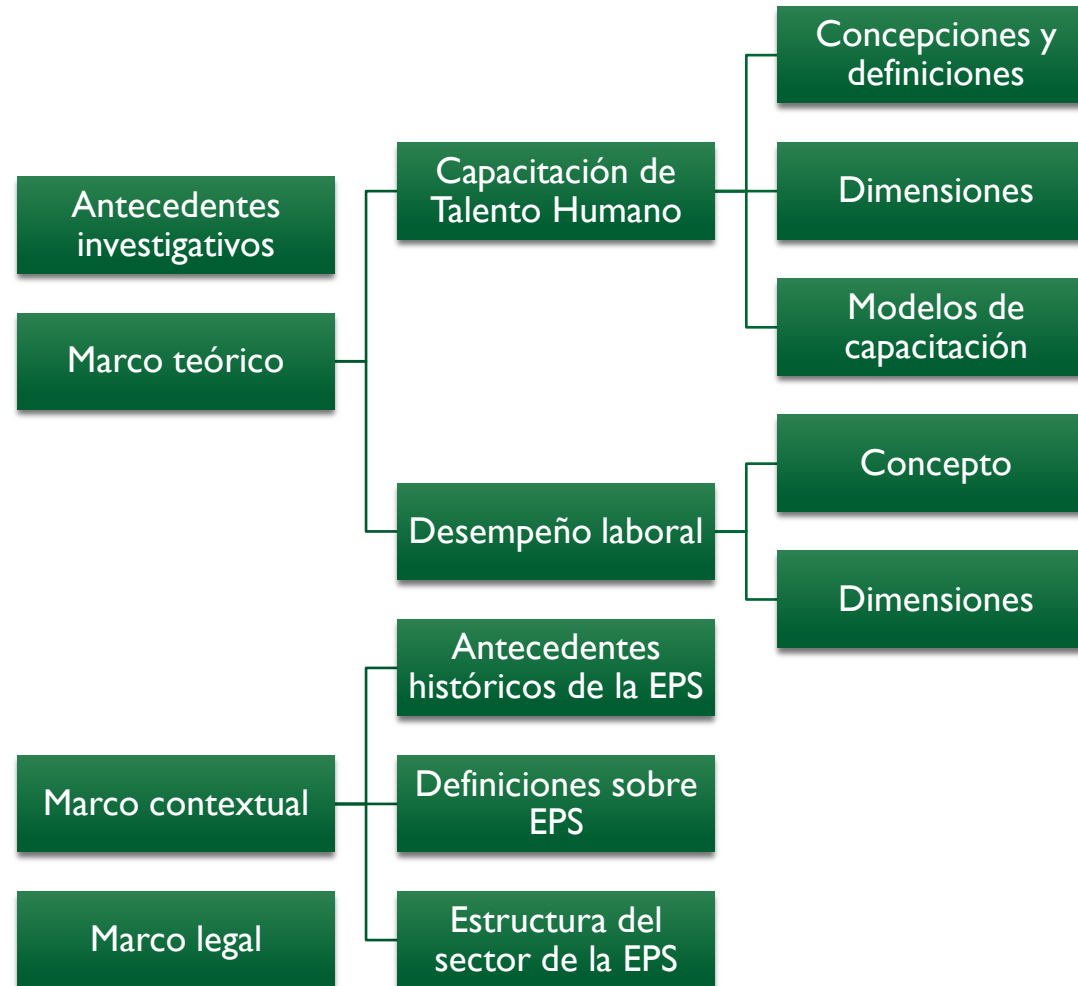 Antecedentes
investigativos
Marco teórico
Capacitación de
Talento Humano
Concepciones y
definiciones
Dimensiones
Modelos de
capacitación
Desempeño laboral
Concepto
Dimensiones
Marco contextual
Antecedentes
históricos de la EPS
Definiciones sobre
EPS
Estructura del
sector de la EPS
Marco legal